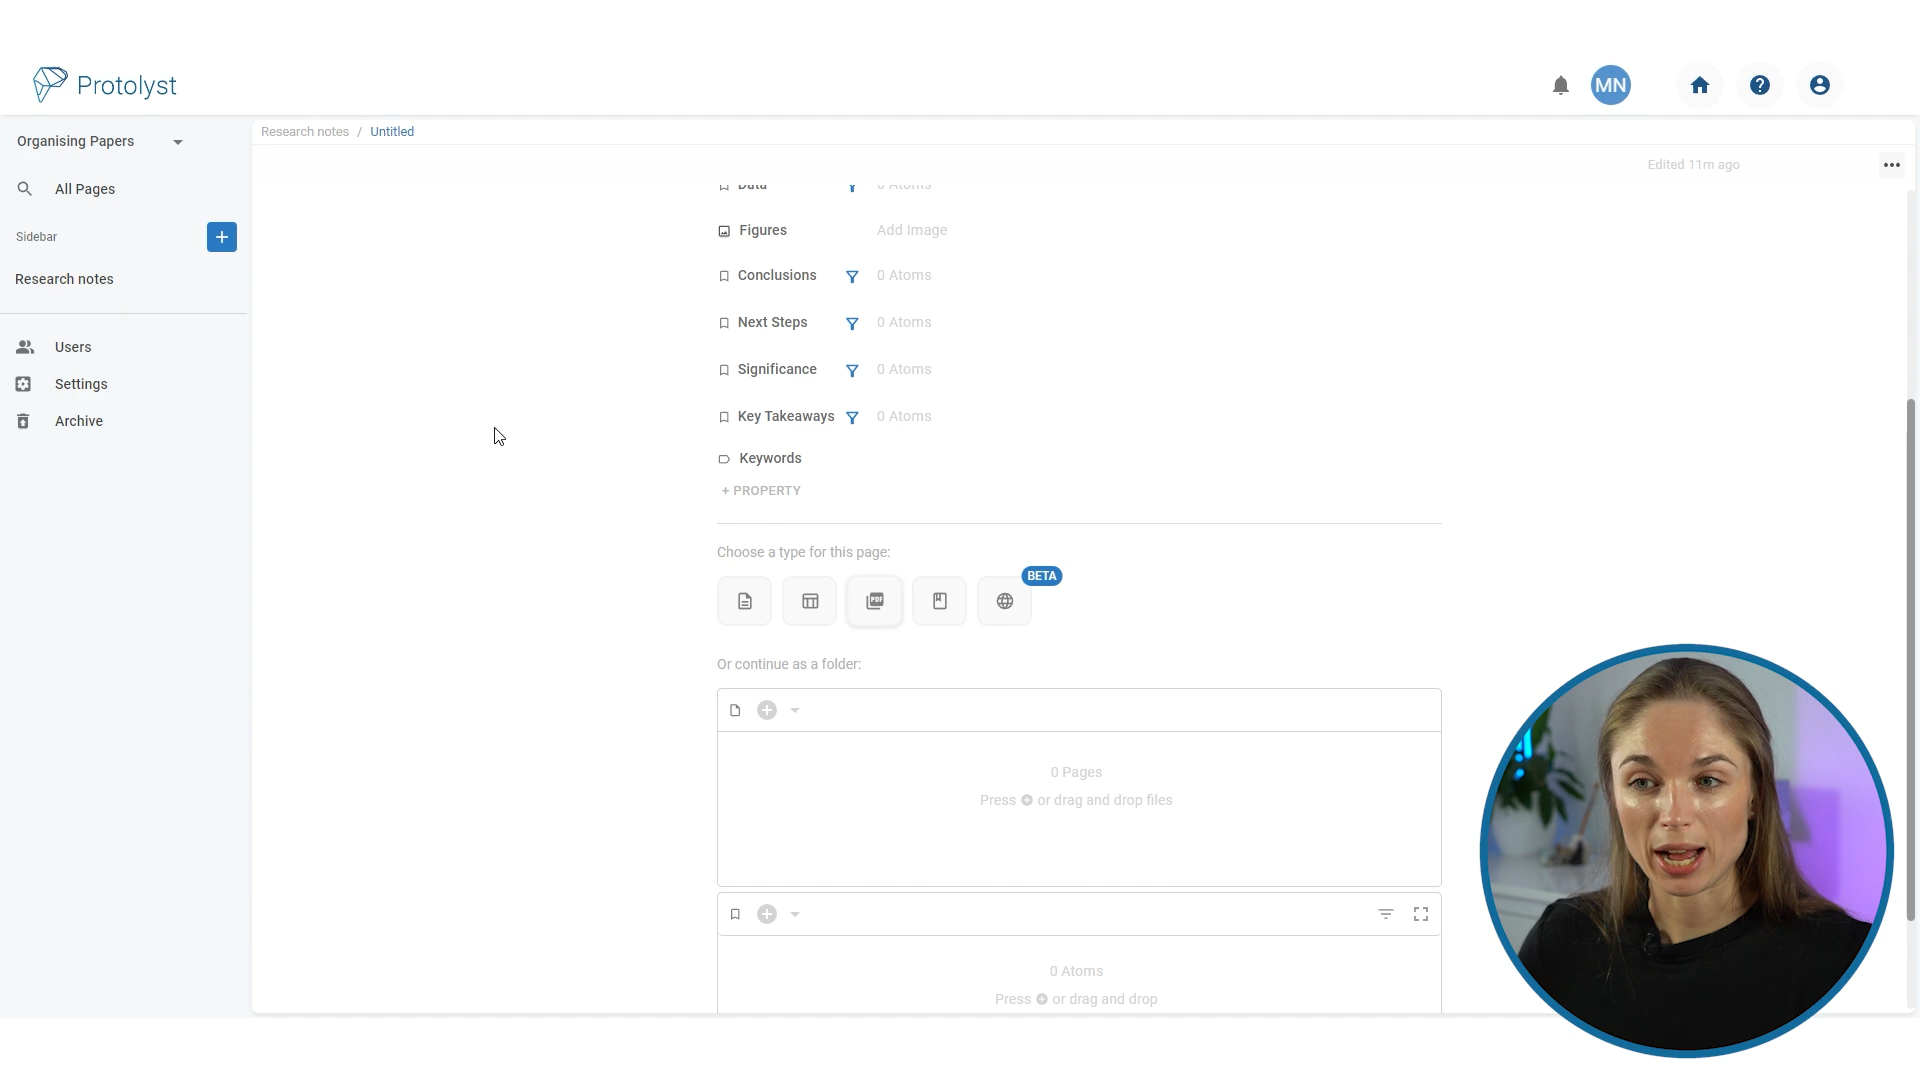 Protolyst
MN
Organising Papers
Research notes / Untitled
Edited 11m ago
All Pages
Sidebar
Research notes
Users
Settings
Archive
Data 0 Atoms
Figures Add Image
Conclusions 0 Atoms
Next Steps 0 Atoms
Significance 0 Atoms
Key Takeaways 0 Atoms
Keywords
+ PROPERTY
Choose a type for this page:
BETA
PDF
Or continue as a folder:
0 Pages
Press + or drag and drop files
0 Atoms
Press + or drag and drop